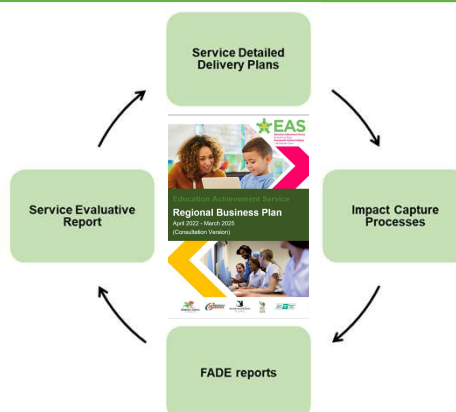 Service Detailed
Delivery Plans
EAS
Education Achievement Service
Regional Business Plan
April 2022 - March 2025
(Consultation Version)
Service Evaluative
Report
Impact Capture
Processes
FADE reports